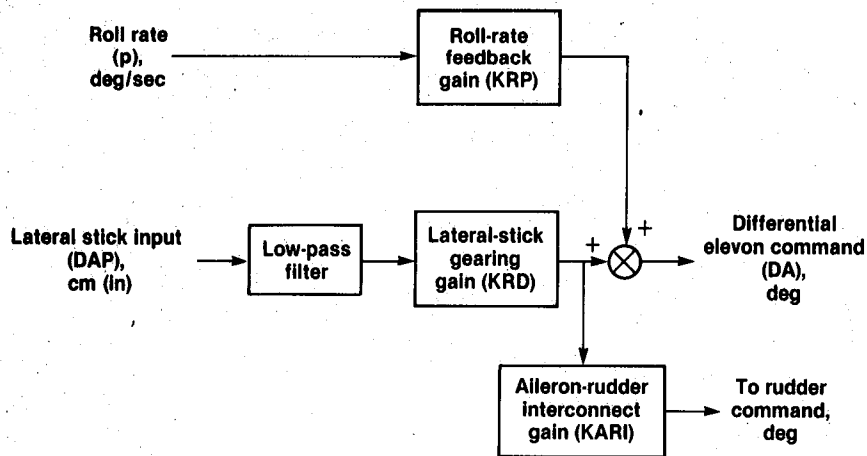 Roll rate
(p),
deg/sec
Roll-rate
feedback
gain (KRP)
+
Lateral stick input
(DAP),
cm (in)
Low-pass
filter
Lateral-stick
gearing
gain (KRD)
+
Differential
elevon command
(DA),
deg
Aileron-rudder
interconnect
gain (KARI)
To rudder
command,
deg